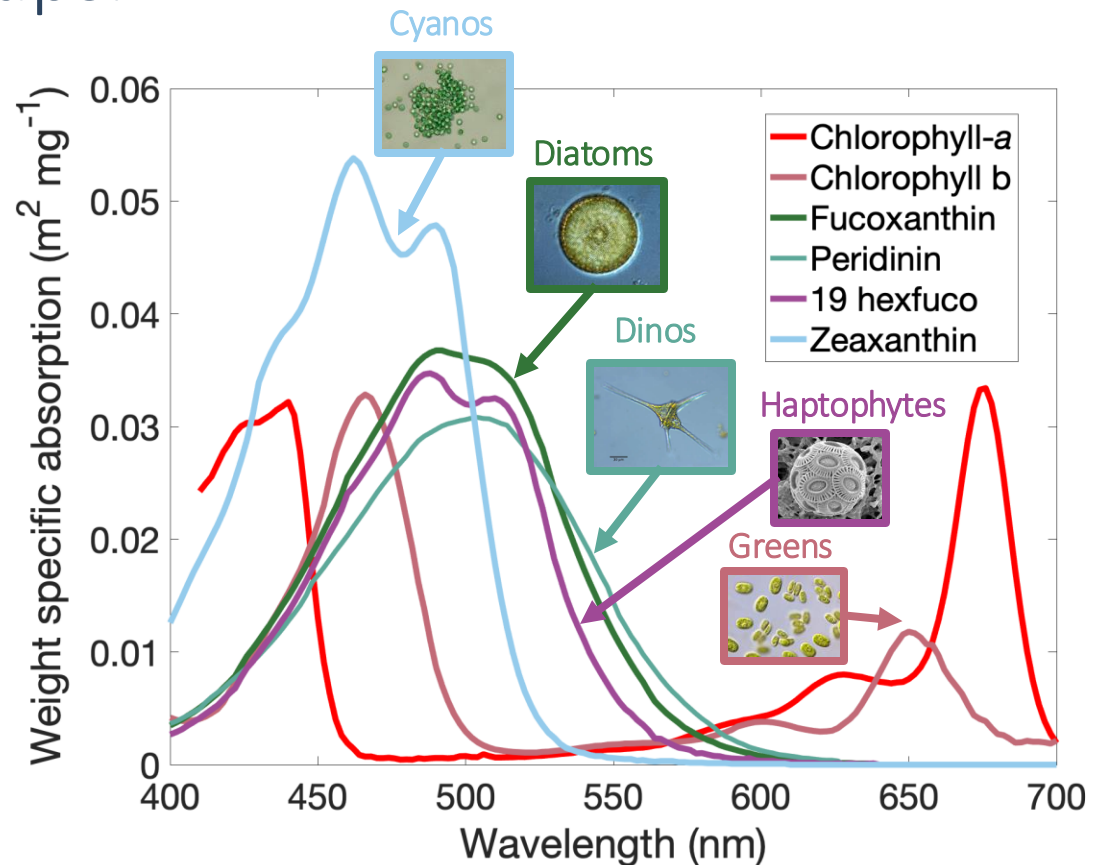 Cyanos
Diatoms
Dinos
Haptophytes
Greens
Chlorophyll-a
Chlorophyll b
Fucoxanthin
Peridinin
19 hexfuco
Zeaxanthin
Weight specific absorption (m² mg⁻¹)
0.06
0.05
0.04
0.03
0.02
0.01
0
400 450 500 550 600 650 700
Wavelength (nm)